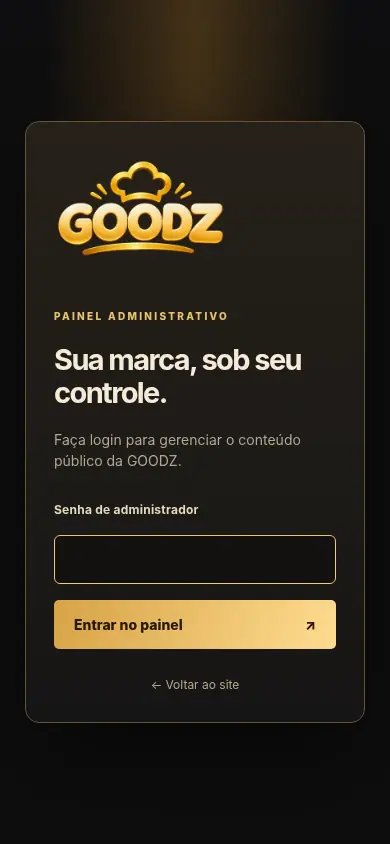 GOODZ
PAINEL ADMINISTRATIVO
Sua marca, sob seu
controle.
Faça login para gerenciar o conteúdo
público da GOODZ.
Senha de administrador
Entrar no painel ↗
← Voltar ao site